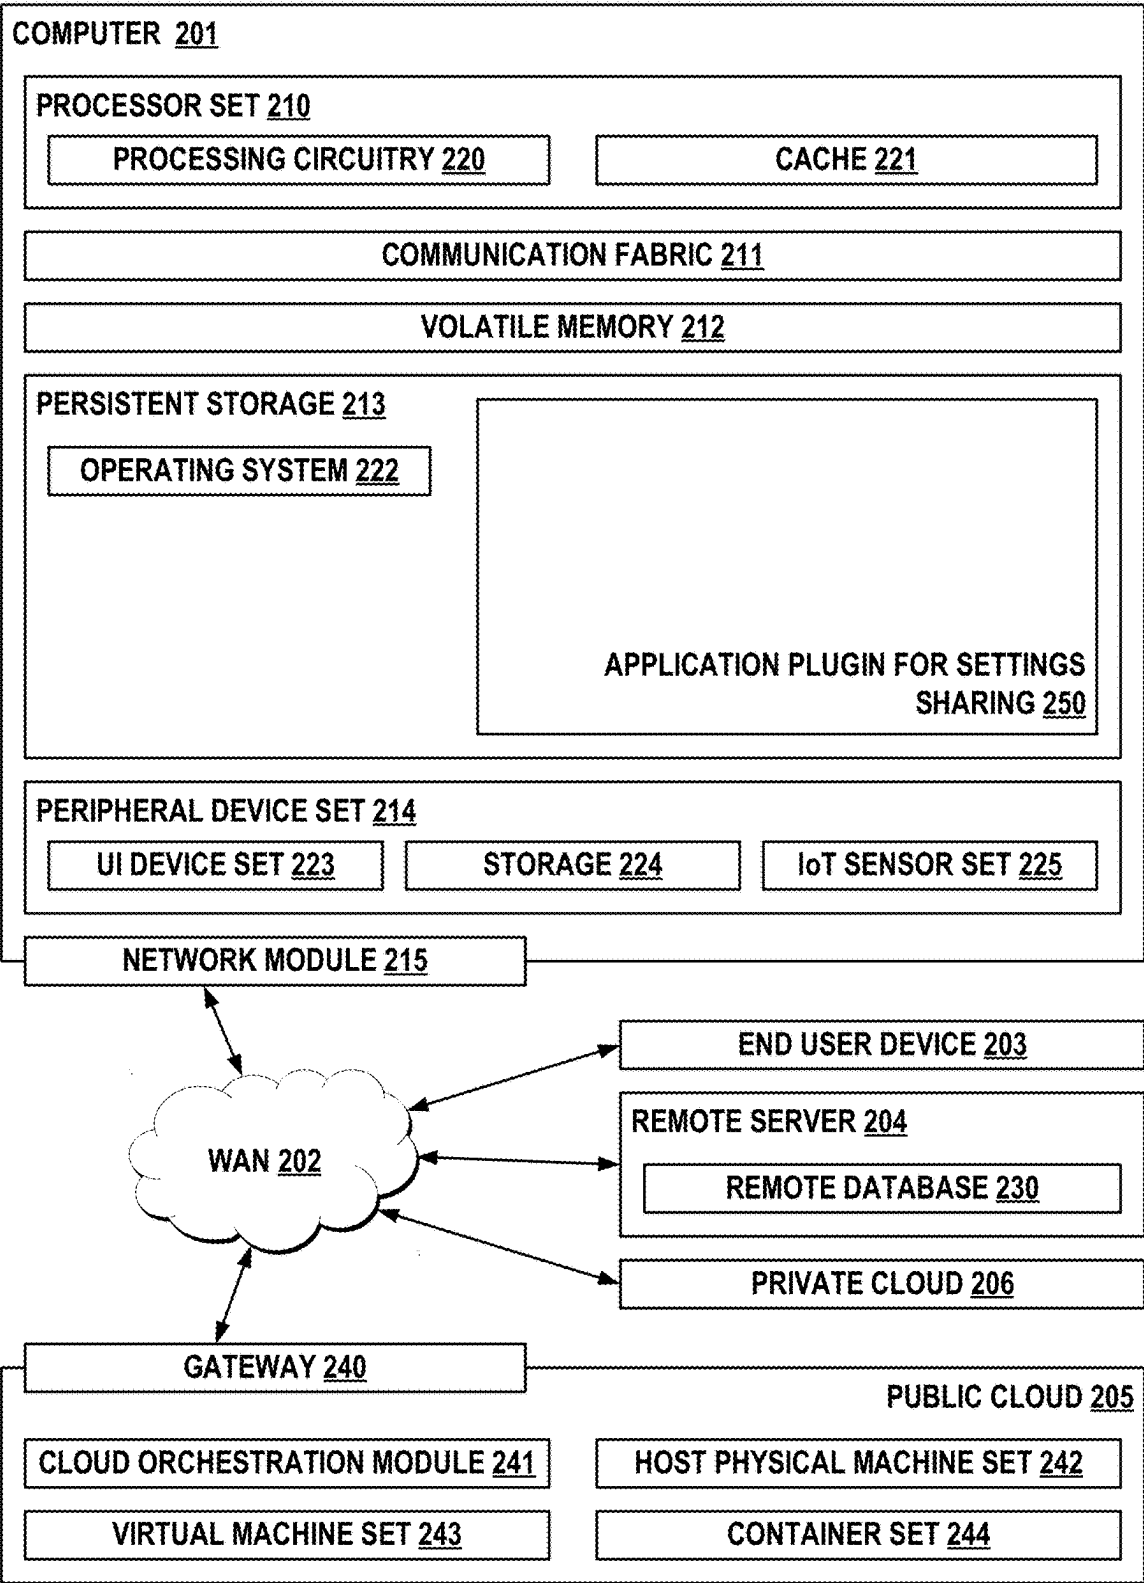 COMPUTER 201
PROCESSOR SET 210
PROCESSING CIRCUITRY 220
CACHE 221
COMMUNICATION FABRIC 211
VOLATILE MEMORY 212
PERSISTENT STORAGE 213
OPERATING SYSTEM 222
APPLICATION PLUGIN FOR SETTINGS
SHARING 250
PERIPHERAL DEVICE SET 214
UI DEVICE SET 223
STORAGE 224
IoT SENSOR SET 225
NETWORK MODULE 215
END USER DEVICE 203
REMOTE SERVER 204
WAN 202
REMOTE DATABASE 230
PRIVATE CLOUD 206
GATEWAY 240
PUBLIC CLOUD 205
CLOUD ORCHESTRATION MODULE 241
HOST PHYSICAL MACHINE SET 242
VIRTUAL MACHINE SET 243
CONTAINER SET 244